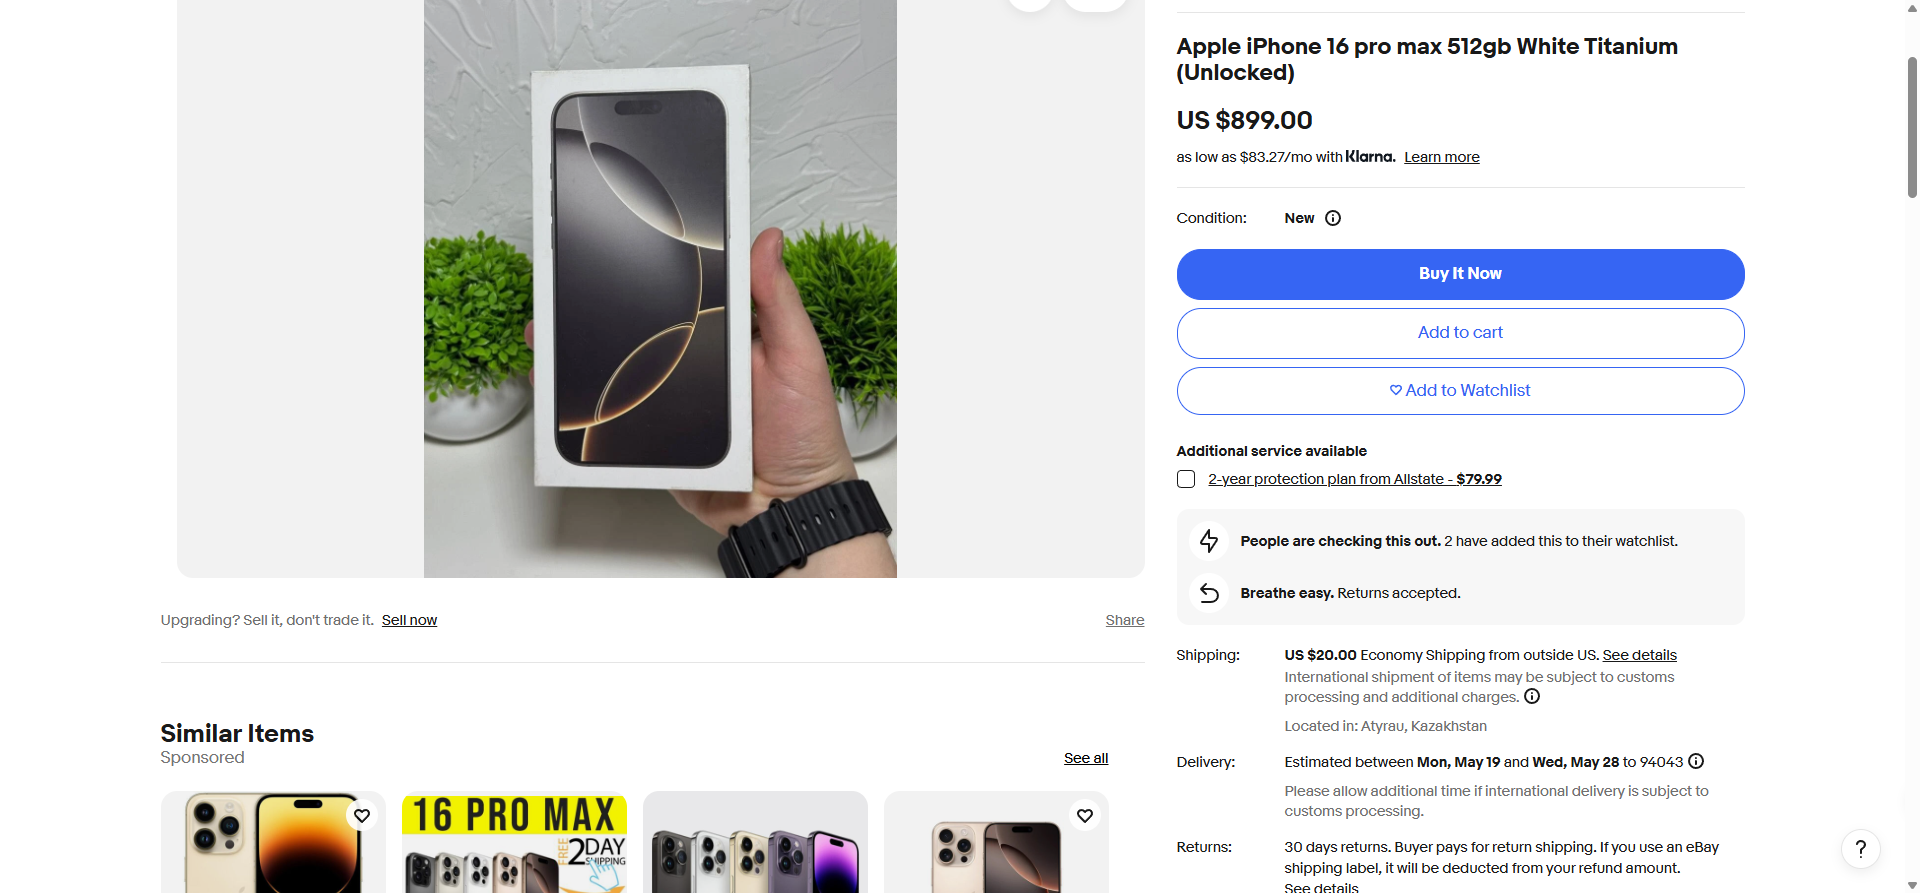 Apple iPhone 16 pro max 512gb White Titanium
(Unlocked)
US $899.00
as low as $83.27/mo with Klarna. Learn more
Condition: New
Buy It Now
Add to cart
Add to Watchlist
Additional service available
2-year protection plan from Allstate - $79.99
People are checking this out. 2 have added this to their watchlist.
Breathe easy. Returns accepted.
Upgrading? Sell it, don't trade it. Sell now
Share
Shipping: US $20.00 Economy Shipping from outside US. See details
International shipment of items may be subject to customs
processing and additional charges.
Located in: Atyrau, Kazakhstan
Delivery: Estimated between Mon, May 19 and Wed, May 28 to 94043
Please allow additional time if international delivery is subject to
customs processing.
Returns: 30 days returns. Buyer pays for return shipping. If you use an eBay
shipping label, it will be deducted from your refund amount.
See details
Similar Items
Sponsored
See all
16 PRO MAX
FREE 2DAY
SHIPPING
?